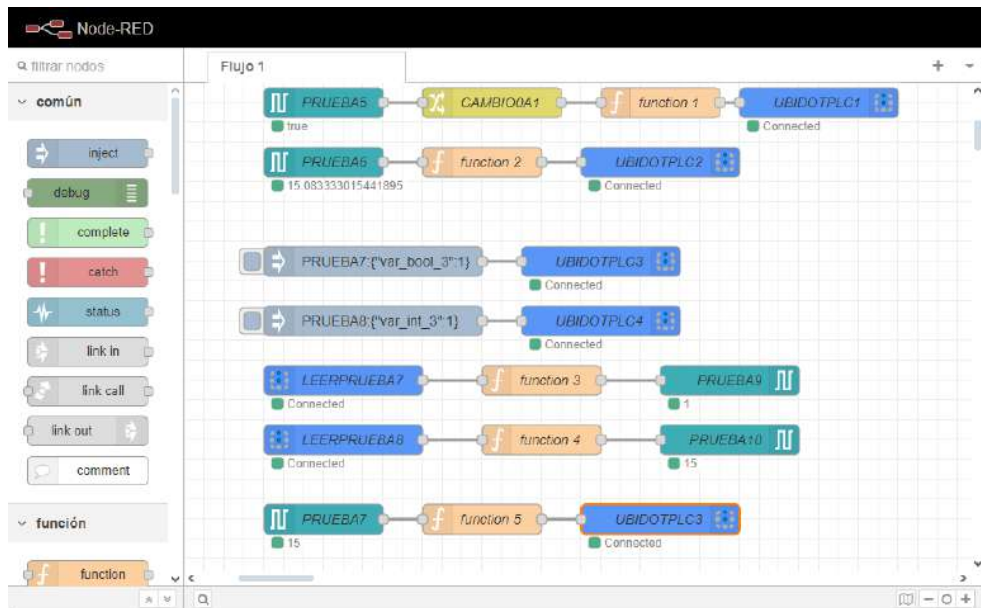 Node-RED
filtrar nodos
Flujo 1
común
inject
debug
complete
catch
status
link in
link call
link out
comment
función
function
PRUEBA5
CAMBIO0A1
function 1
UBIDOTPLC1
true
Connected
PRUEBA6
function 2
UBIDOTPLC2
15.083333015441895
Connected
PRUEBA7:{"var_bool_3":1}
UBIDOTPLC3
Connected
PRUEBA8:{"var_int_3":1}
UBIDOTPLC4
Connected
LEERPRUEBA7
function 3
PRUEBA9
Connected
1
LEERPRUEBA8
function 4
PRUEBA10
Connected
15
PRUEBA7
function 5
UBIDOTPLC3
15
Connected